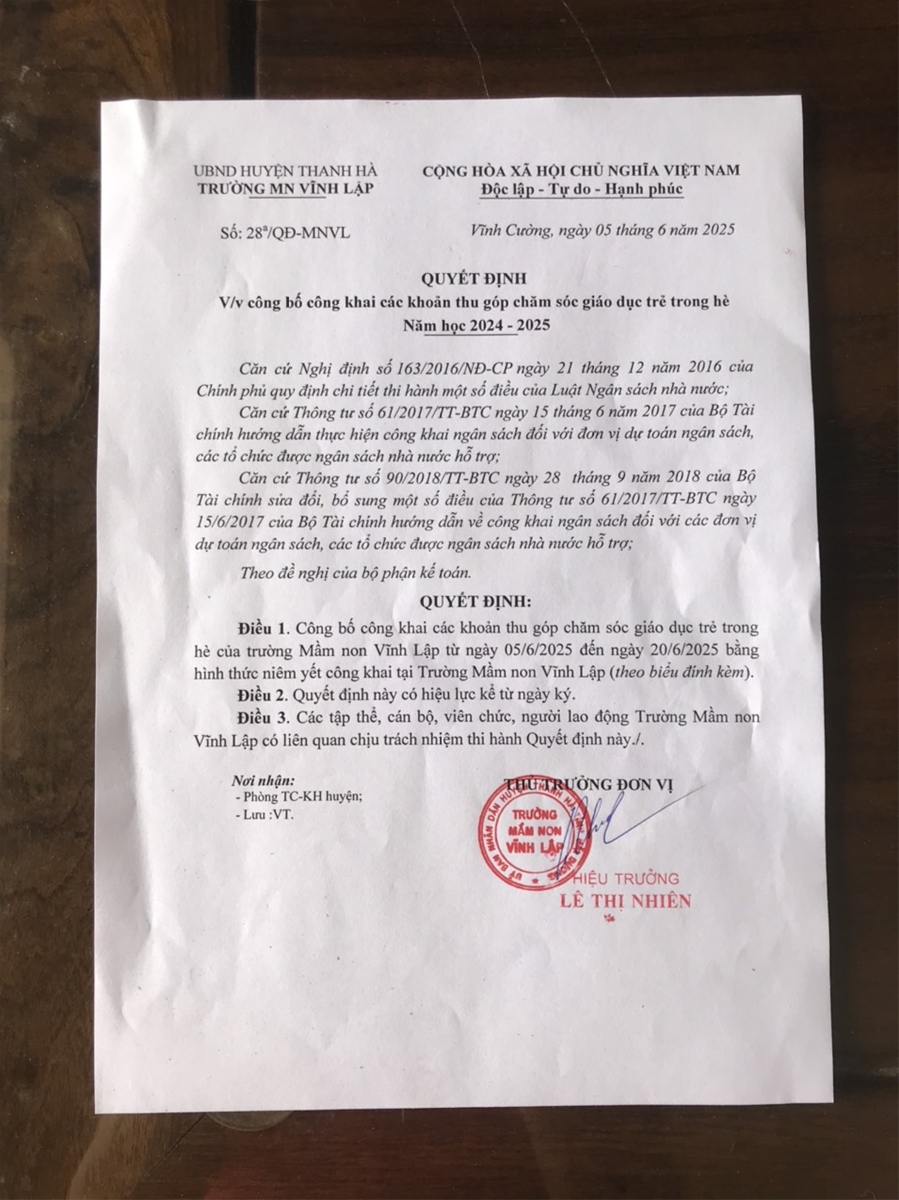 UBND HUYỆN THANH HÀ
TRƯỜNG MN VĨNH LẬP
CỘNG HÒA XÃ HỘI CHỦ NGHĨA VIỆT NAM
Độc lập - Tự do - Hạnh phúc
Số: 28ª/QĐ-MNVL
Vĩnh Cường, ngày 05 tháng 6 năm 2025
QUYẾT ĐỊNH
V/v công bố công khai các khoản thu góp chăm sóc giáo dục trẻ trong hè
Năm học 2024 - 2025
Căn cứ Nghị định số 163/2016/NĐ-CP ngày 21 tháng 12 năm 2016 của
Chính phủ quy định chi tiết thi hành một số điều của Luật Ngân sách nhà nước;
Căn cứ Thông tư số 61/2017/TT-BTC ngày 15 tháng 6 năm 2017 của Bộ Tài
chính hướng dẫn thực hiện công khai ngân sách đối với đơn vị dự toán ngân sách,
các tổ chức được ngân sách nhà nước hỗ trợ;
Căn cứ Thông tư số 90/2018/TT-BTC ngày 28 tháng 9 năm 2018 của Bộ
Tài chính sửa đổi, bổ sung một số điều của Thông tư số 61/2017/TT-BTC ngày
15/6/2017 của Bộ Tài chính hướng dẫn về công khai ngân sách đối với các đơn vị
dự toán ngân sách, các tổ chức được ngân sách nhà nước hỗ trợ;
Theo đề nghị của bộ phận kế toán.
QUYẾT ĐỊNH:
Điều 1. Công bố công khai các khoản thu góp chăm sóc giáo dục trẻ trong
hè của trường Mầm non Vĩnh Lập từ ngày 05/6/2025 đến ngày 20/6/2025 bằng
hình thức niêm yết công khai tại Trường Mầm non Vĩnh Lập (theo biểu đính kèm).
Điều 2. Quyết định này có hiệu lực kể từ ngày ký.
Điều 3. Các tập thể, cán bộ, viên chức, người lao động Trường Mầm non
Vĩnh Lập có liên quan chịu trách nhiệm thi hành Quyết định này./.
Nơi nhận:
- Phòng TC-KH huyện;
- Lưu :VT.
THỦ TRƯỞNG ĐƠN VỊ
ỦY BAN NHÂN DÂN HUYỆN THANH HÀ
TRƯỜNG
MẦM NON
VĨNH LẬP
HIỆU TRƯỞNG
LÊ THỊ NHIÊN